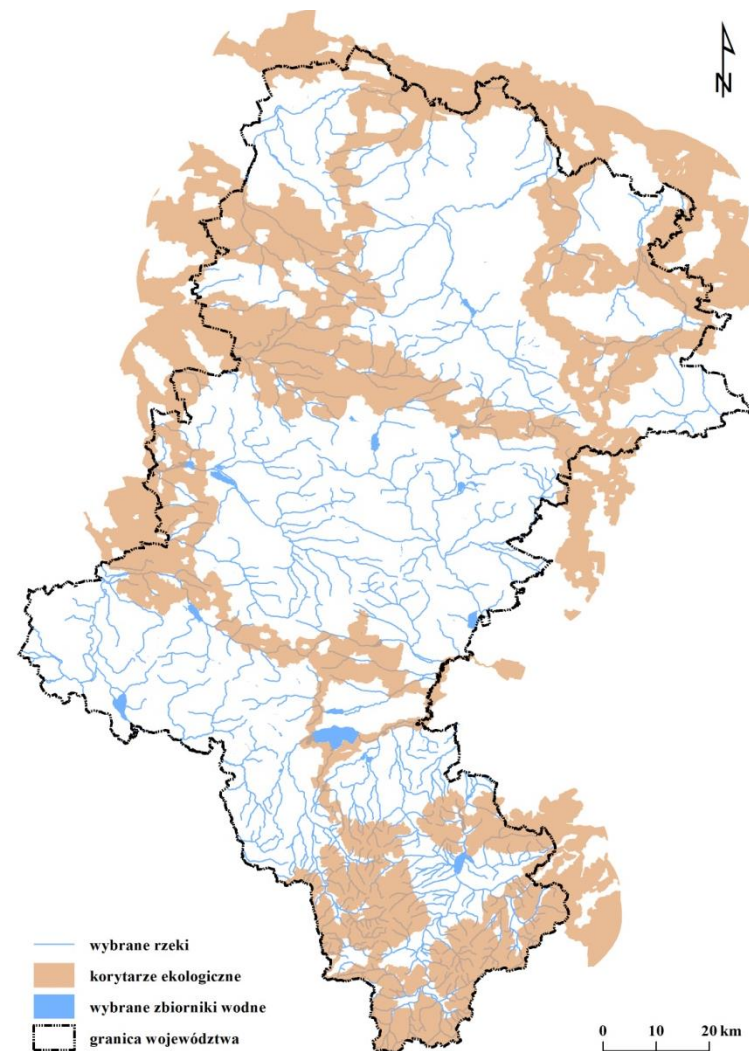 N
wybrane rzeki
korytarze ekologiczne
wybrane zbiorniki wodne
granica województwa
0 10 20 km